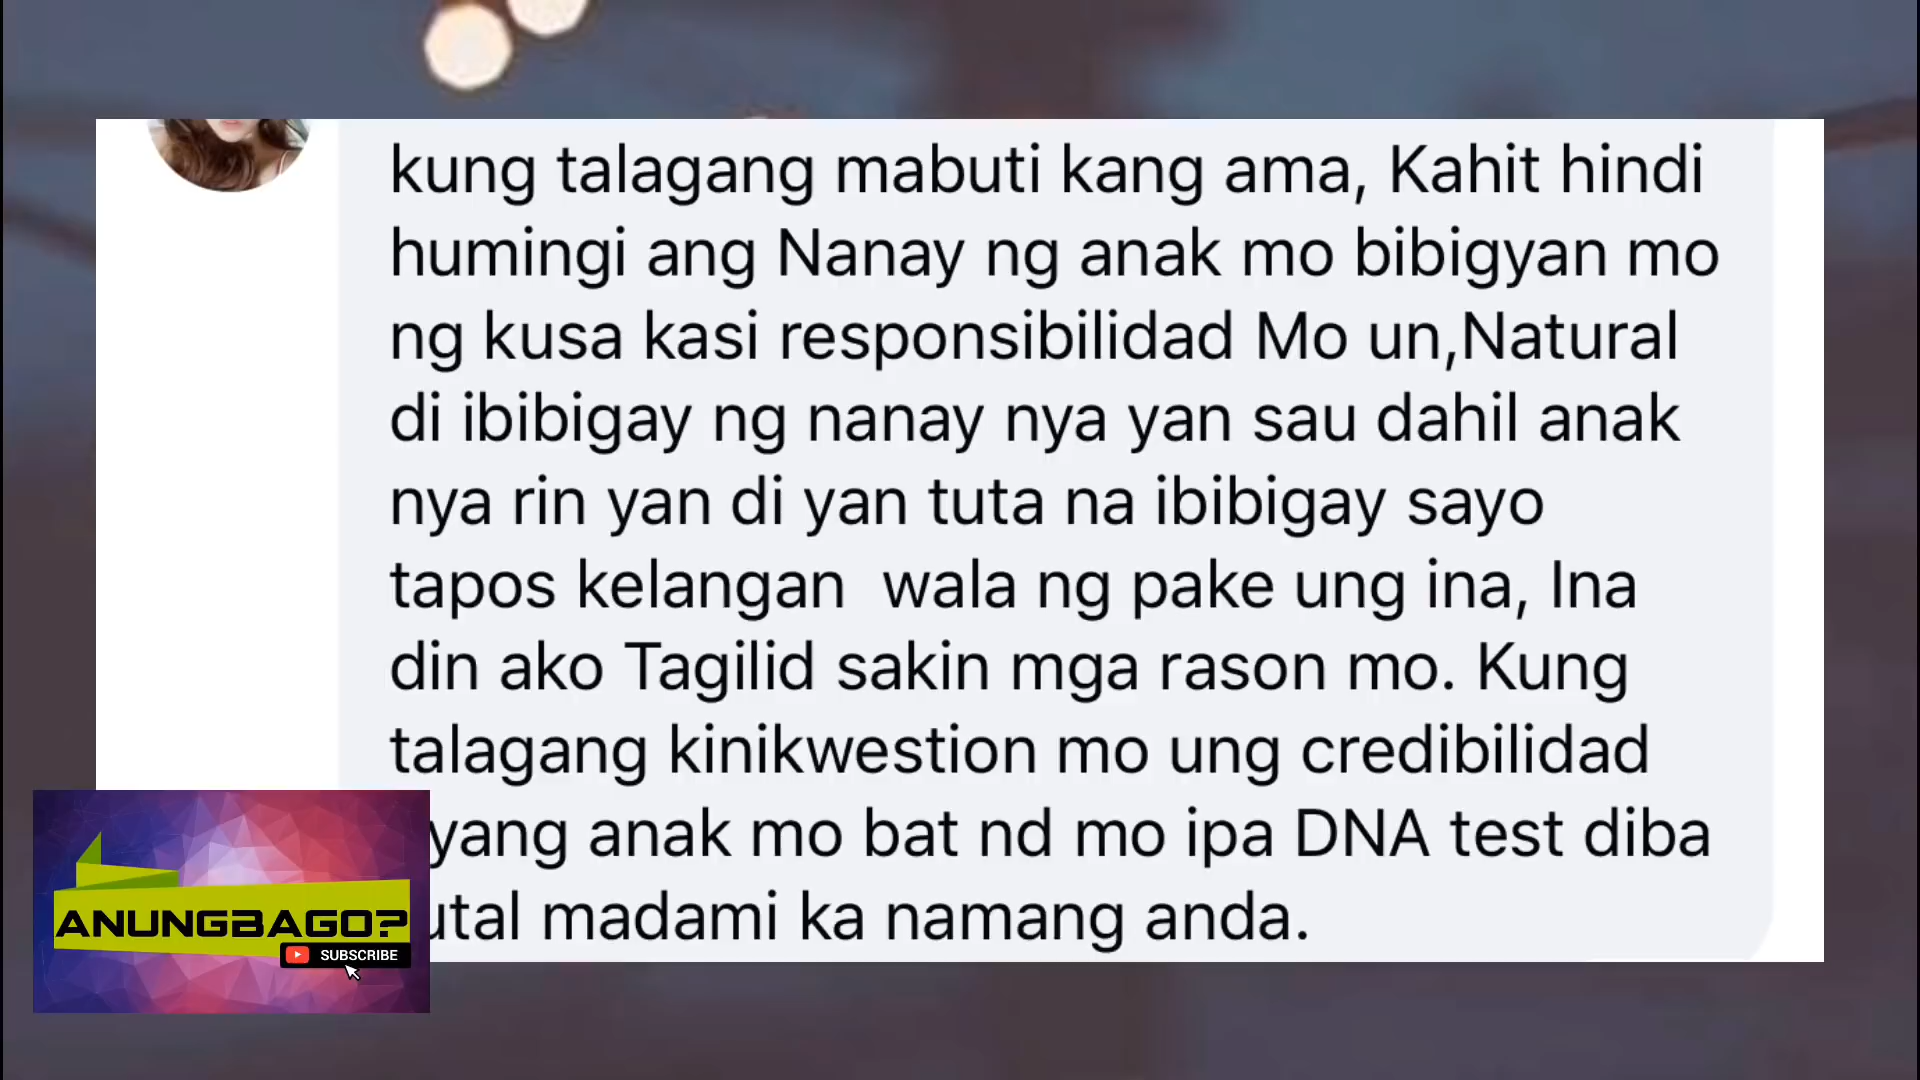 kung talagang mabuti kang ama, Kahit hindi
humingi ang Nanay ng anak mo bibigyan mo
ng kusa kasi responsibilidad Mo un,Natural
di ibibigay ng nanay nya yan sau dahil anak
nya rin yan di yan tuta na ibibigay sayo
tapos kelangan  wala ng pake ung ina, Ina
din ako Tagilid sakin mga rason mo. Kung
talagang kinikwestion mo ung credibilidad
anak mo bat nd mo ipa DNA test diba
madami ka namang anda.
ANUNGBAGO?
SUBSCRIBE